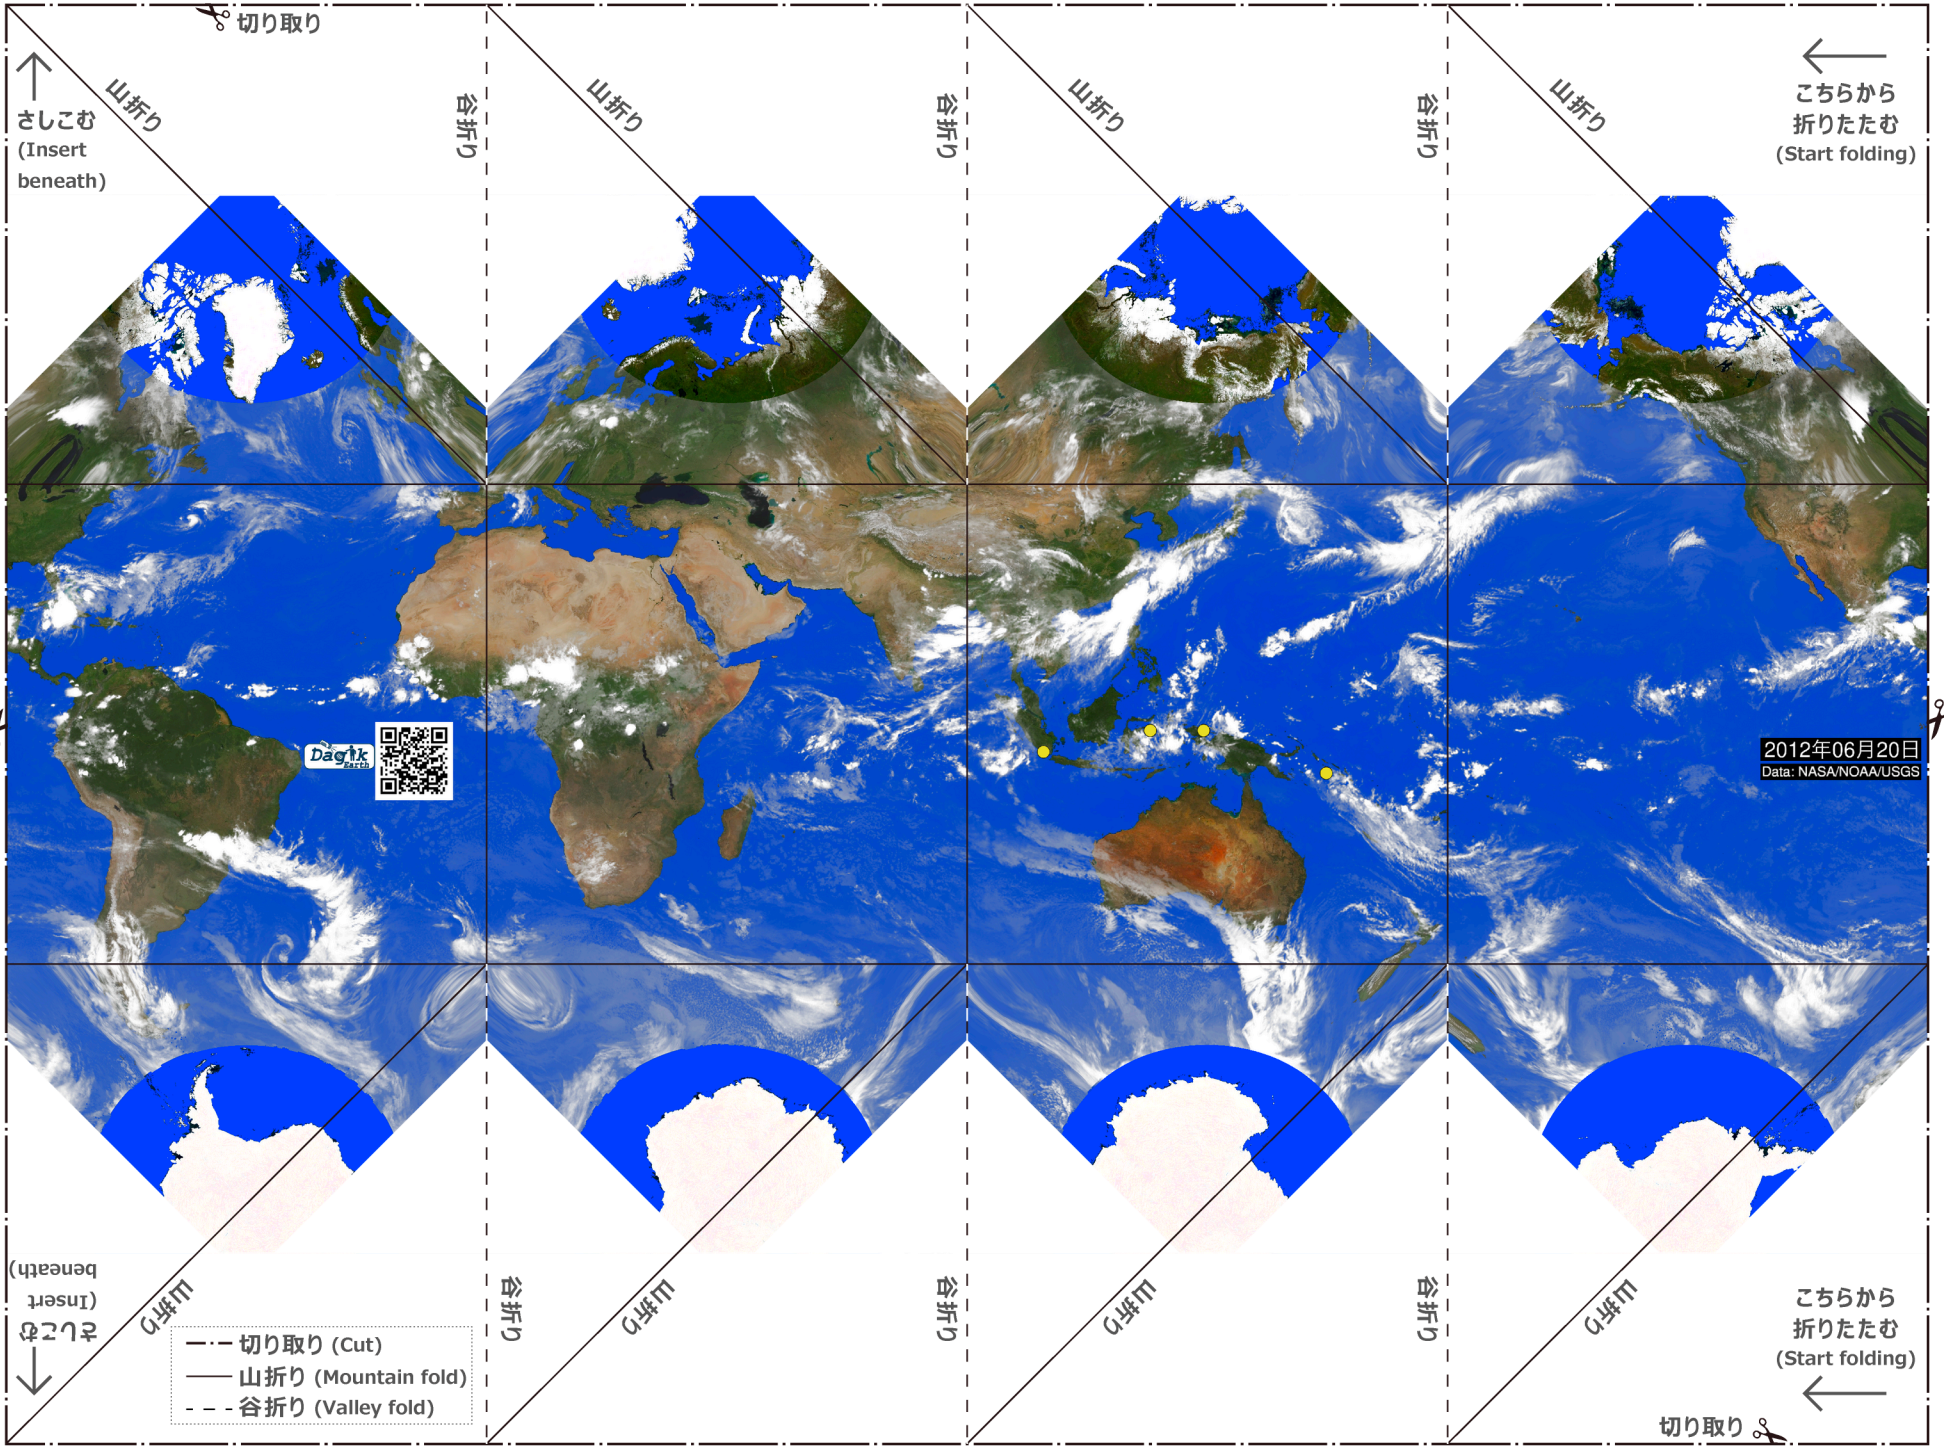 切り取り
さしこむ
(Insert
beneath)
山折り
谷折り
山折り
谷折り
山折り
谷折り
山折り
こちらから
折りたたむ
(Start folding)
Dagik
Earth
2012年06月20日
Data: NASA/NOAA/USGS
さしこむ
(Insert
beneath)
山折り
谷折り
山折り
谷折り
山折り
谷折り
山折り
こちらから
折りたたむ
(Start folding)
切り取り (Cut)
山折り (Mountain fold)
谷折り (Valley fold)
切り取り